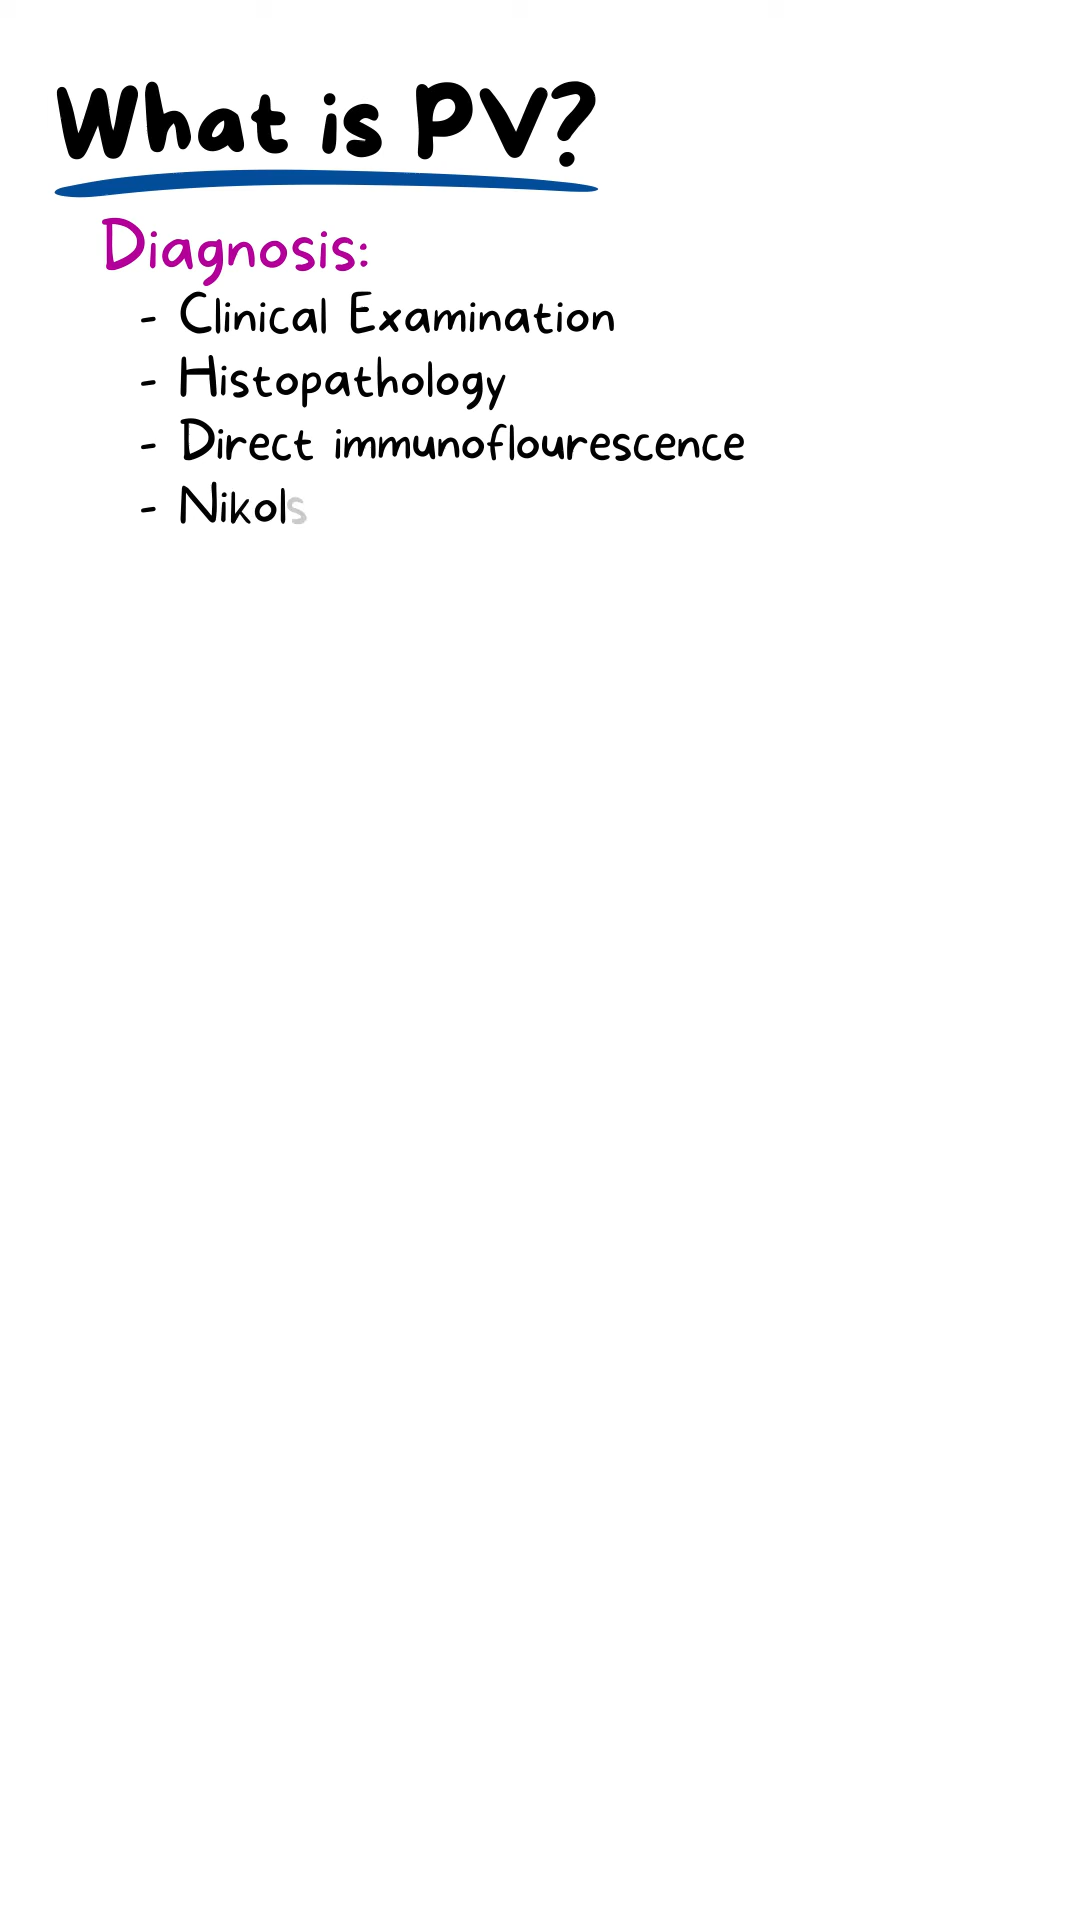 What is PV?
Diagnosis:
- Clinical Examination
- Histopathology
- Direct immunoflourescence
- Nikols